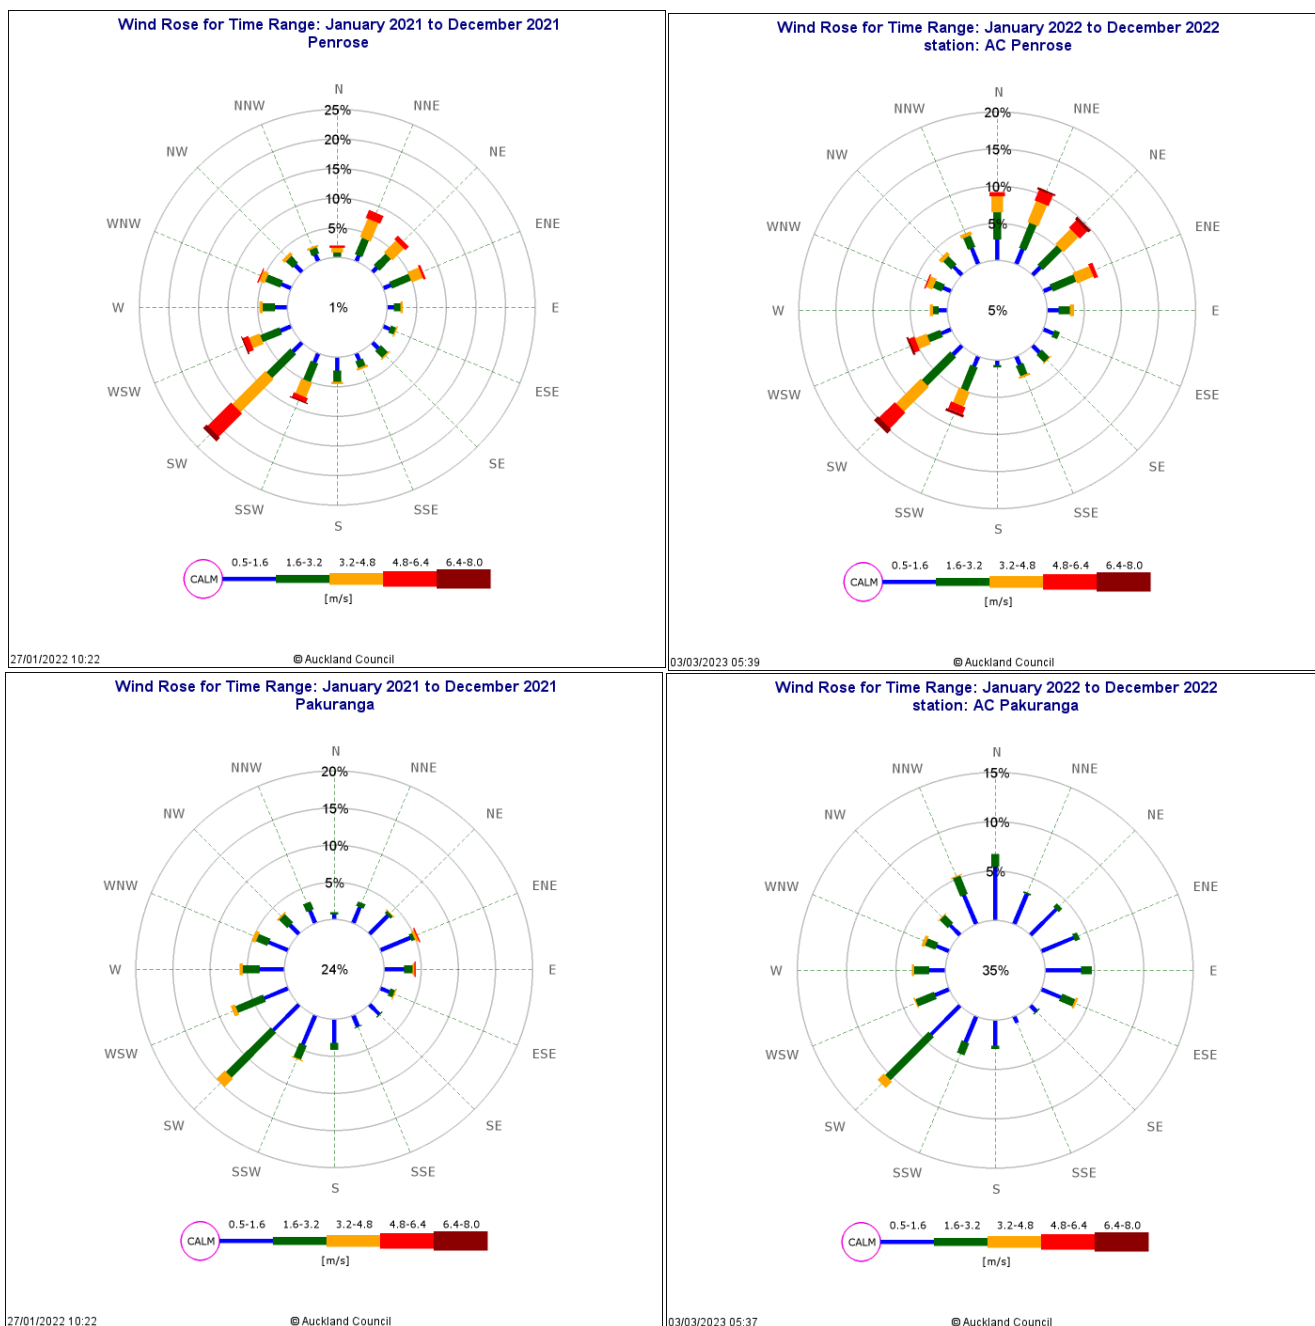 Wind Rose for Time Range: January 2021 to December 2021
Penrose
N
NNE
NE
ENE
E
ESE
SE
SSE
S
SSW
SW
WSW
W
WNW
NW
NNW
25%
20%
15%
10%
5%
1%
CALM
0.5-1.6 1.6-3.2 3.2-4.8 4.8-6.4 6.4-8.0
[m/s]
27/01/2022 10:22 © Auckland Council
Wind Rose for Time Range: January 2022 to December 2022
station: AC Penrose
N
NNE
NE
ENE
E
ESE
SE
SSE
S
SSW
SW
WSW
W
WNW
NW
NNW
20%
15%
10%
5%
5%
CALM
0.5-1.6 1.6-3.2 3.2-4.8 4.8-6.4 6.4-8.0
[m/s]
03/03/2023 05:39 © Auckland Council
Wind Rose for Time Range: January 2021 to December 2021
Pakuranga
N
NNE
NE
ENE
E
ESE
SE
SSE
S
SSW
SW
WSW
W
WNW
NW
NNW
20%
15%
10%
5%
24%
CALM
0.5-1.6 1.6-3.2 3.2-4.8 4.8-6.4 6.4-8.0
[m/s]
27/01/2022 10:22 © Auckland Council
Wind Rose for Time Range: January 2022 to December 2022
station: AC Pakuranga
N
NNE
NE
ENE
E
ESE
SE
SSE
S
SSW
SW
WSW
W
WNW
NW
NNW
15%
10%
5%
35%
CALM
0.5-1.6 1.6-3.2 3.2-4.8 4.8-6.4 6.4-8.0
[m/s]
03/03/2023 05:37 © Auckland Council